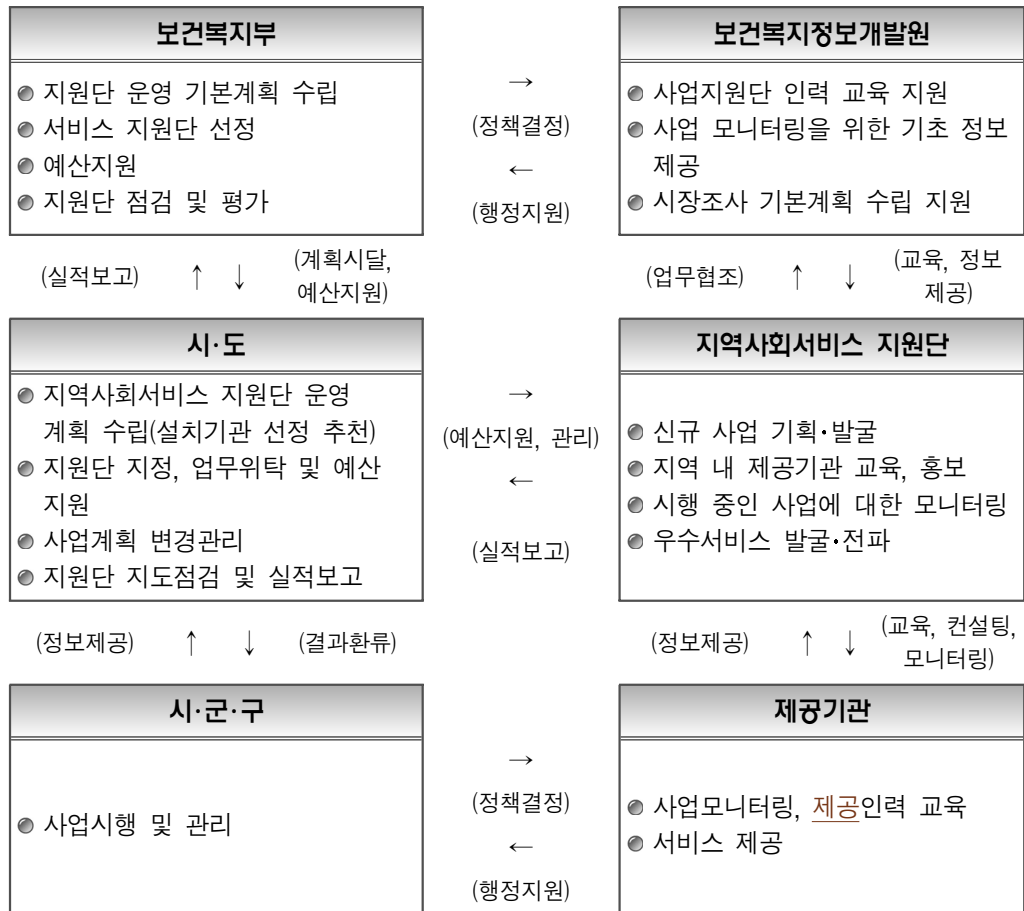 보건복지부
● 지원단 운영 기본계획 수립
● 서비스 지원단 선정
● 예산지원
● 지원단 점검 및 평가
→
(정책결정)
←
(행정지원)
보건복지정보개발원
● 사업지원단 인력 교육 지원
● 사업 모니터링을 위한 기초 정보
제공
● 시장조사 기본계획 수립 지원
(실적보고) ↑ ↓ (계획시달,
예산지원)
(업무협조) ↑ ↓ (교육, 정보
제공)
시·도
● 지역사회서비스 지원단 운영
계획 수립(설치기관 선정 추천)
● 지원단 지정, 업무위탁 및 예산
지원
● 사업계획 변경관리
● 지원단 지도점검 및 실적보고
→
(예산지원, 관리)
←
(실적보고)
지역사회서비스 지원단
● 신규 사업 기획·발굴
● 지역 내 제공기관 교육, 홍보
● 시행 중인 사업에 대한 모니터링
● 우수서비스 발굴·전파
(정보제공) ↑ ↓ (결과환류)
(정보제공) ↑ ↓ (교육, 컨설팅,
모니터링)
시·군·구
● 사업시행 및 관리
→
(정책결정)
←
(행정지원)
제공기관
● 사업모니터링, 제공인력 교육
● 서비스 제공